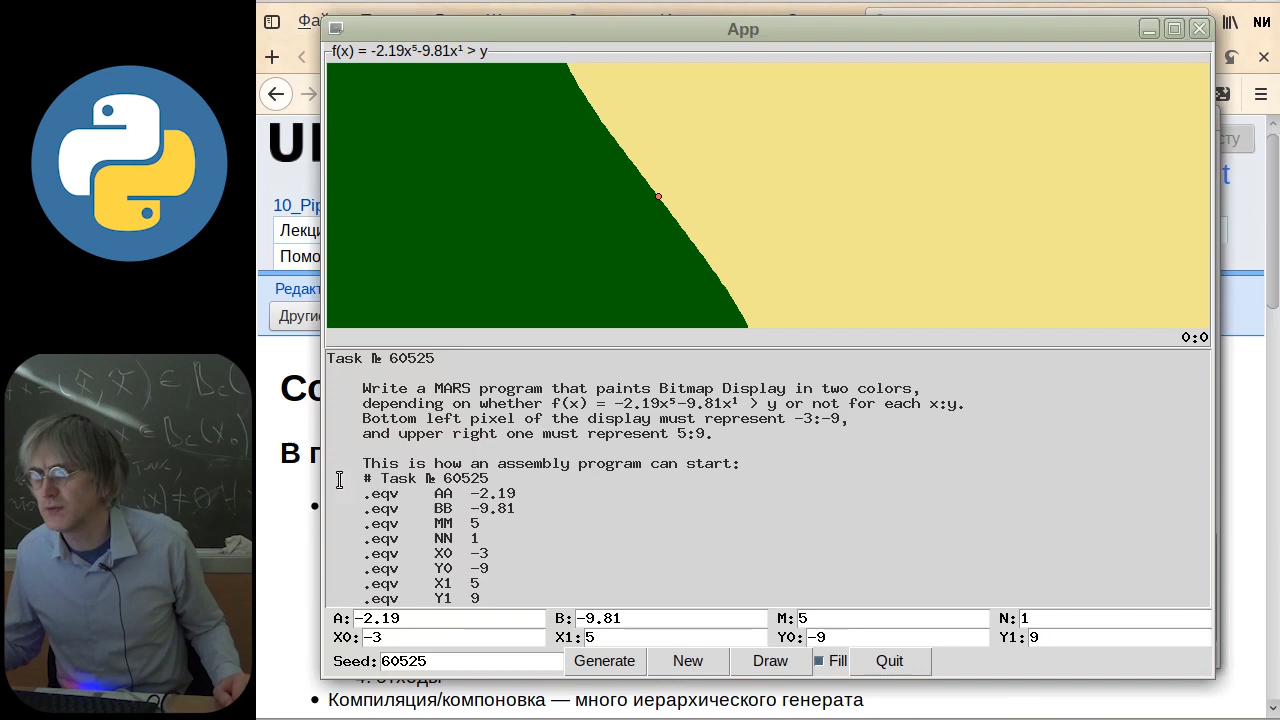 Фай
App
f(x) = -2.19x⁵-9.81x¹ > y
0:0
Task № 60525
Write a MARS program that paints Bitmap Display in two colors,
depending on whether f(x) = -2.19x⁵-9.81x¹ > y or not for each x:y.
Bottom left pixel of the display must represent -3:-9,
and upper right one must represent 5:9.
This is how an assembly program can start:
# Task № 60525
.eqv AA -2.19
.eqv BB -9.81
.eqv MM 5
.eqv NN 1
.eqv X0 -3
.eqv Y0 -9
.eqv X1 5
.eqv Y1 9
A: -2.19 B: -9.81 M: 5 N: 1
X0: -3 X1: 5 Y0: -9 Y1: 9
Seed: 60525 Generate New Draw Fill Quit
10_Pip
Лекци
Помо
Редакт
Другие
сту
t
Со
В п
Компиляция/компоновка — много иерархического генерата